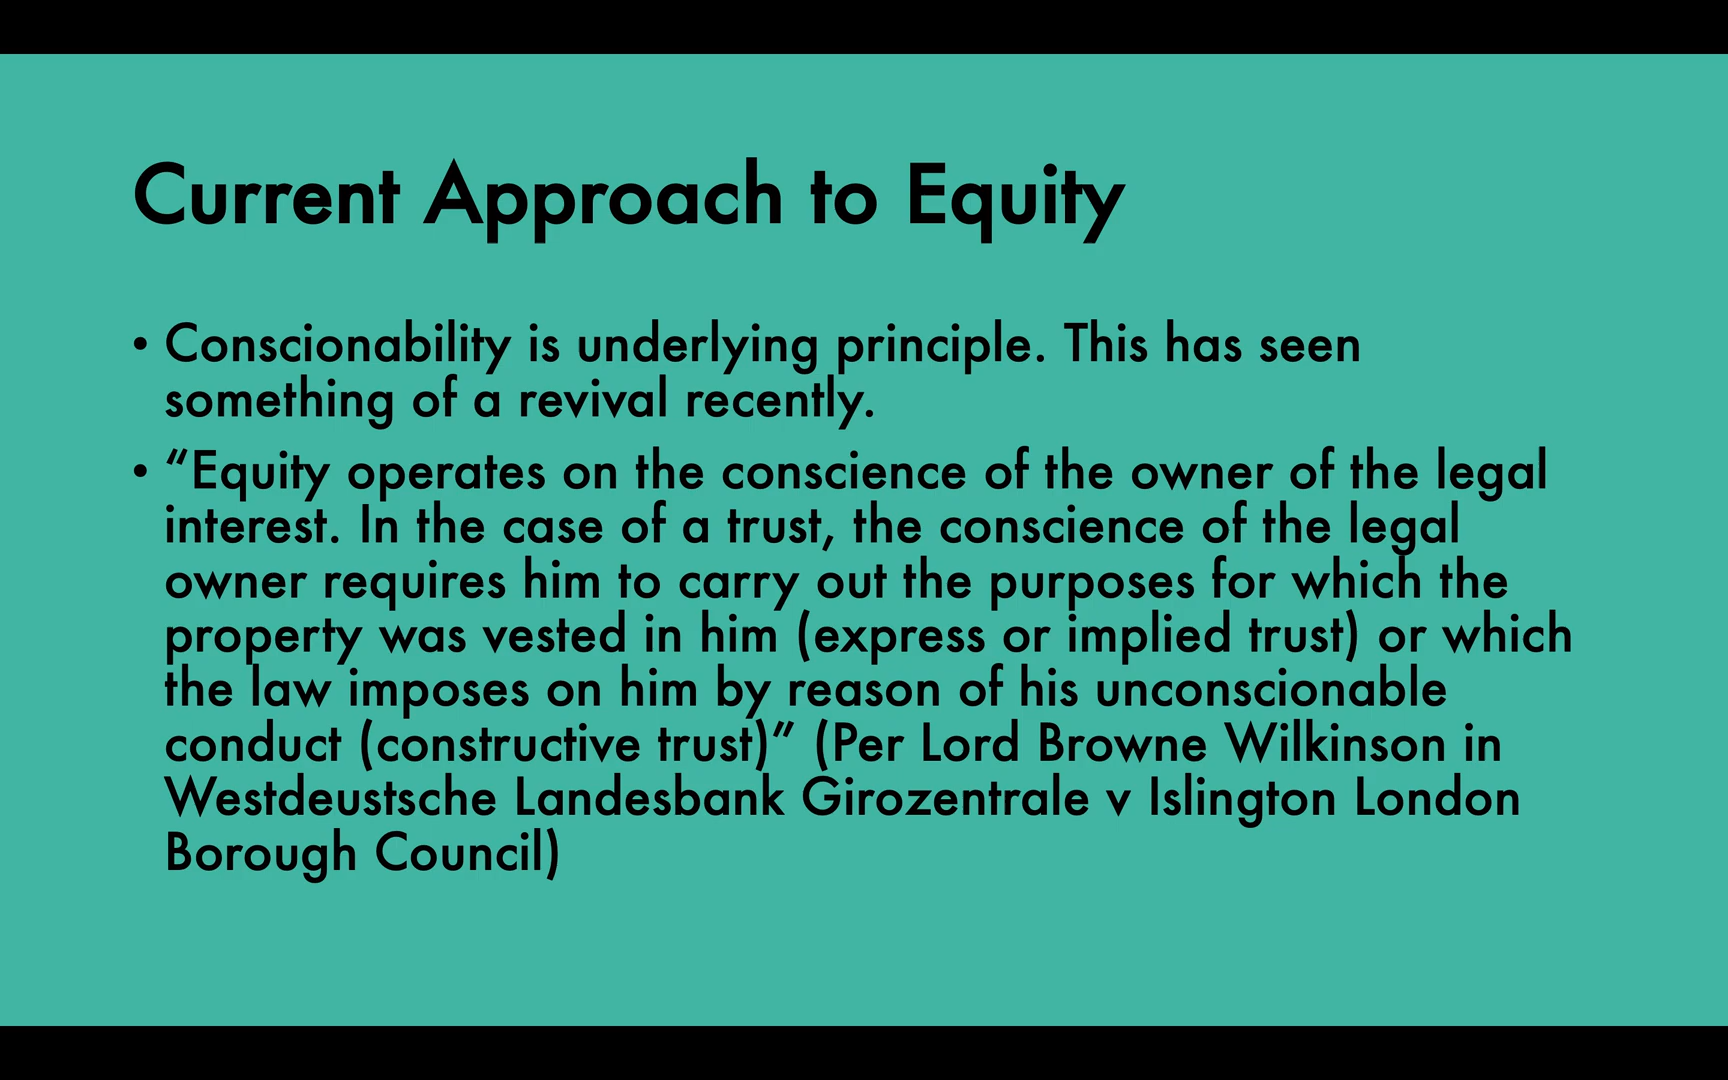 Current Approach to Equity
• Conscionability is underlying principle. This has seen
something of a revival recently.
• “Equity operates on the conscience of the owner of the legal
interest. In the case of a trust, the conscience of the legal
owner requires him to carry out the purposes for which the
property was vested in him (express or implied trust) or which
the law imposes on him by reason of his unconscionable
conduct (constructive trust)” (Per Lord Browne Wilkinson in
Westdeustsche Landesbank Girozentrale v Islington London
Borough Council)